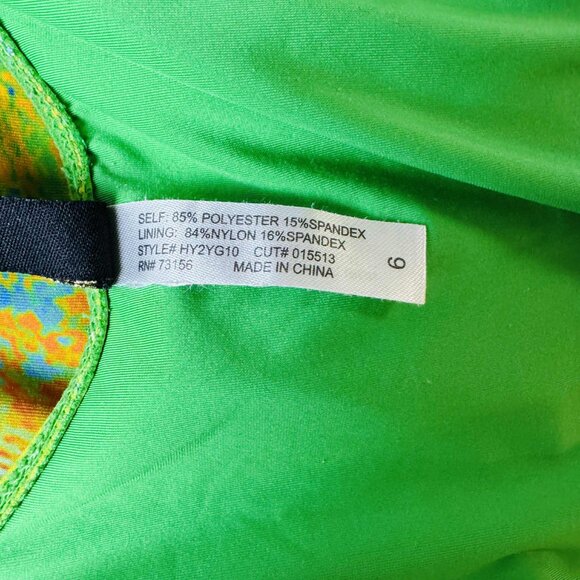 SELF: 85% POLYESTER 15%SPANDEX
LINING: 84%NYLON 16%SPANDEX
STYLE# HY2YG10 CUT# 015513
RN# 73156 MADE IN CHINA
6